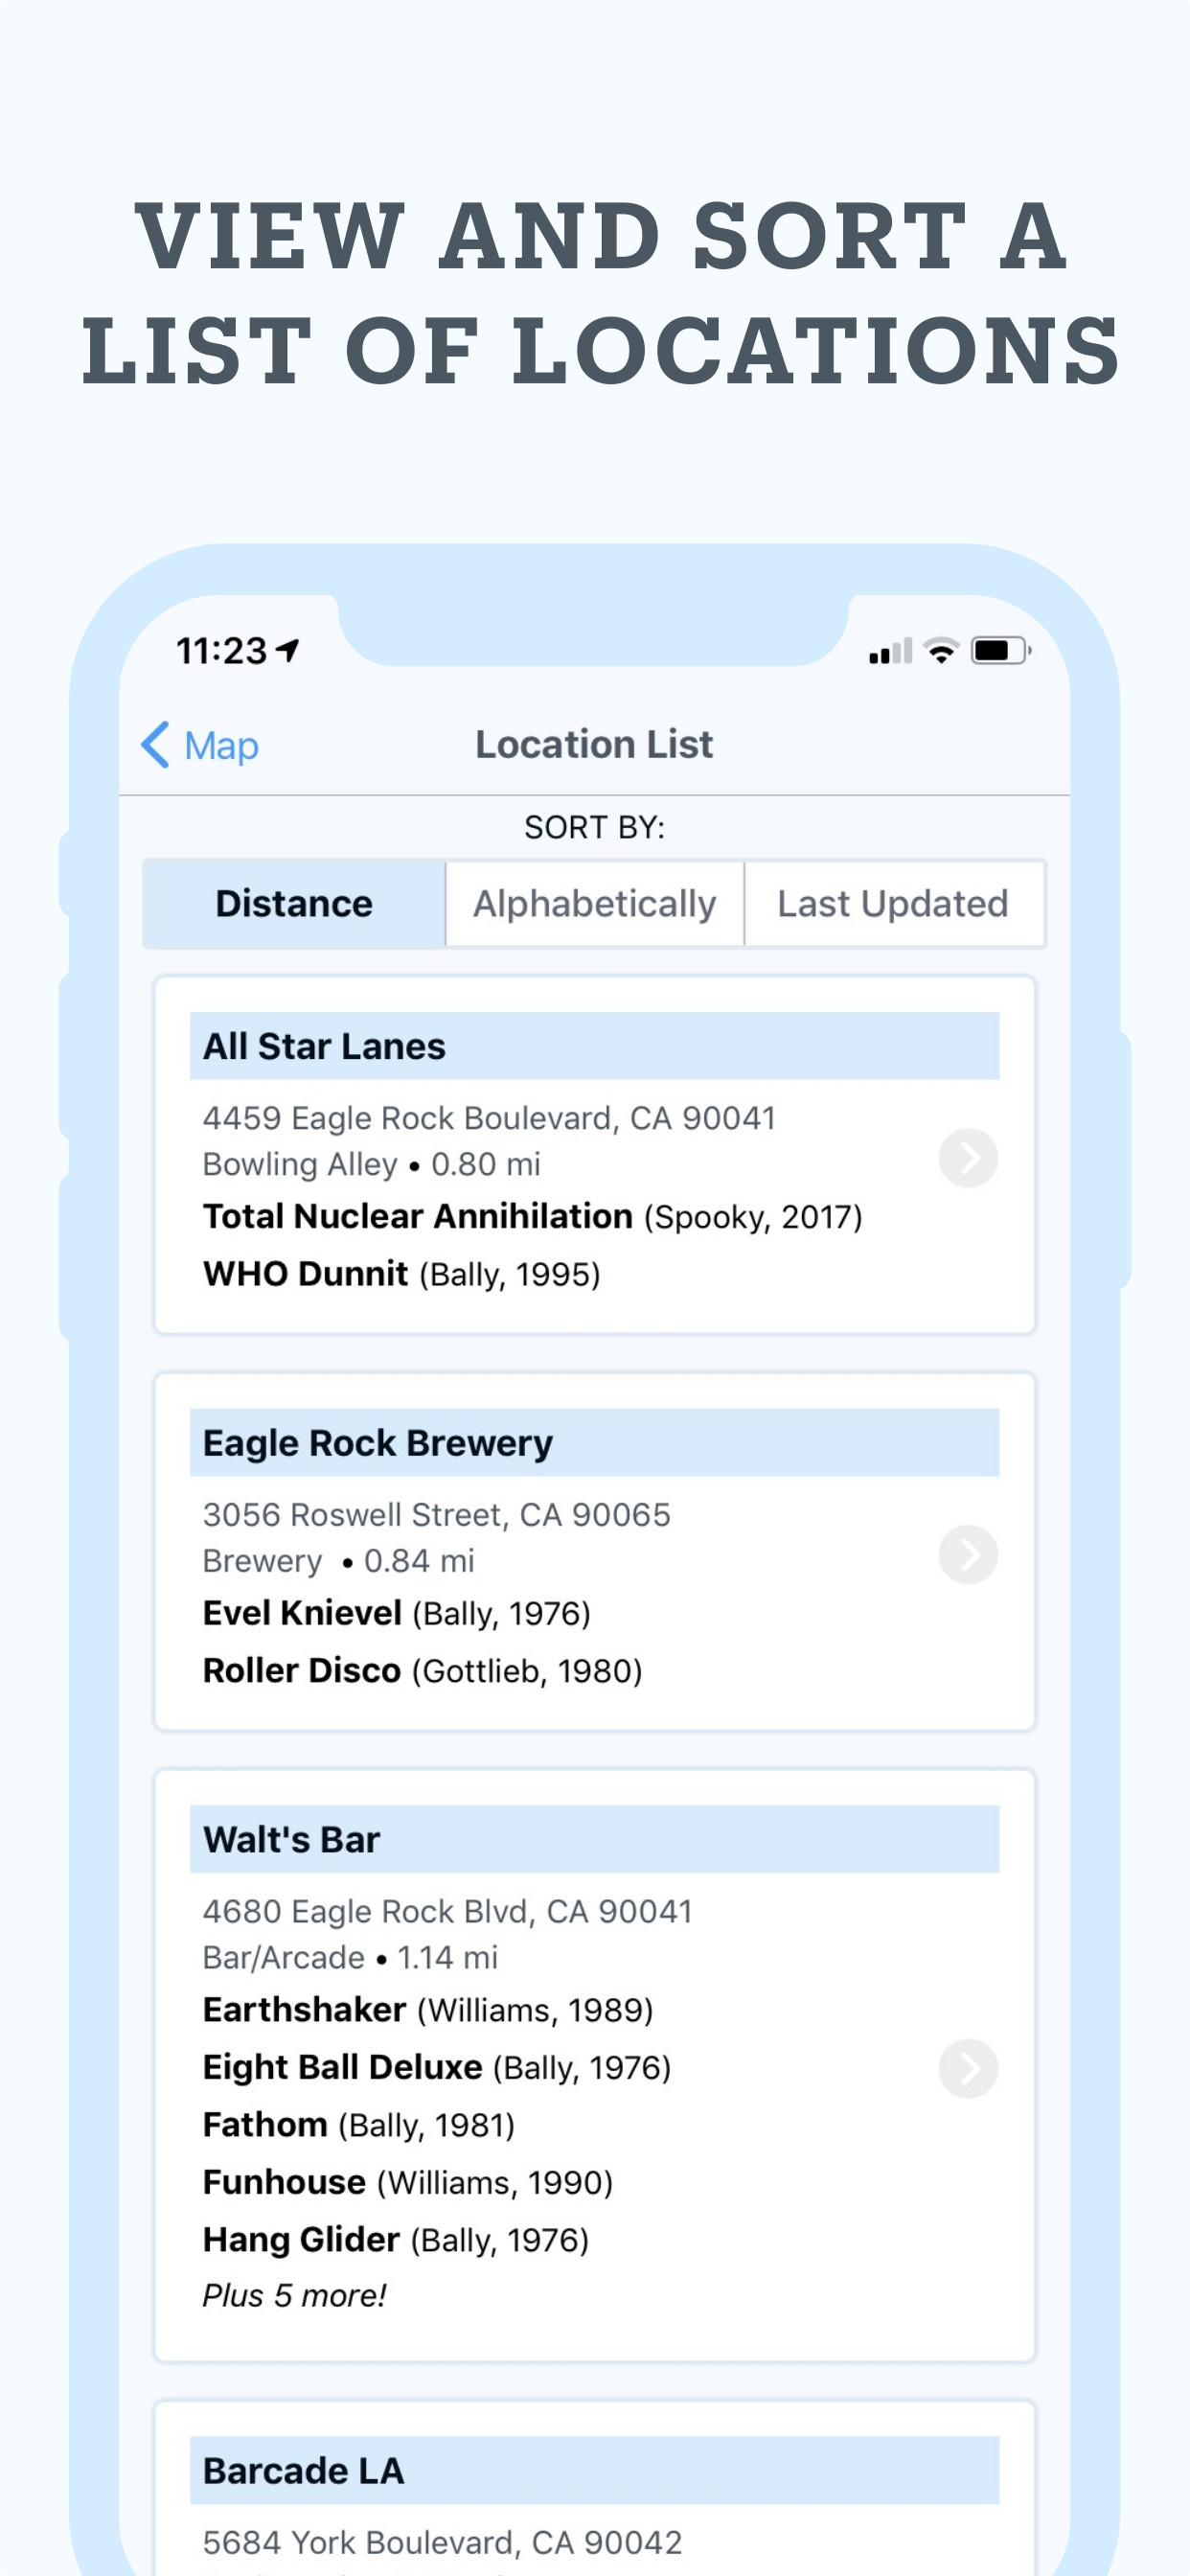 VIEW AND SORT A
LIST OF LOCATIONS
11:23
Map
Location List
SORT BY:
Distance
Alphabetically
Last Updated
All Star Lanes
4459 Eagle Rock Boulevard, CA 90041
Bowling Alley • 0.80 mi
Total Nuclear Annihilation (Spooky, 2017)
WHO Dunnit (Bally, 1995)
Eagle Rock Brewery
3056 Roswell Street, CA 90065
Brewery • 0.84 mi
Evel Knievel (Bally, 1976)
Roller Disco (Gottlieb, 1980)
Walt's Bar
4680 Eagle Rock Blvd, CA 90041
Bar/Arcade • 1.14 mi
Earthshaker (Williams, 1989)
Eight Ball Deluxe (Bally, 1976)
Fathom (Bally, 1981)
Funhouse (Williams, 1990)
Hang Glider (Bally, 1976)
Plus 5 more!
Barcade LA
5684 York Boulevard, CA 90042